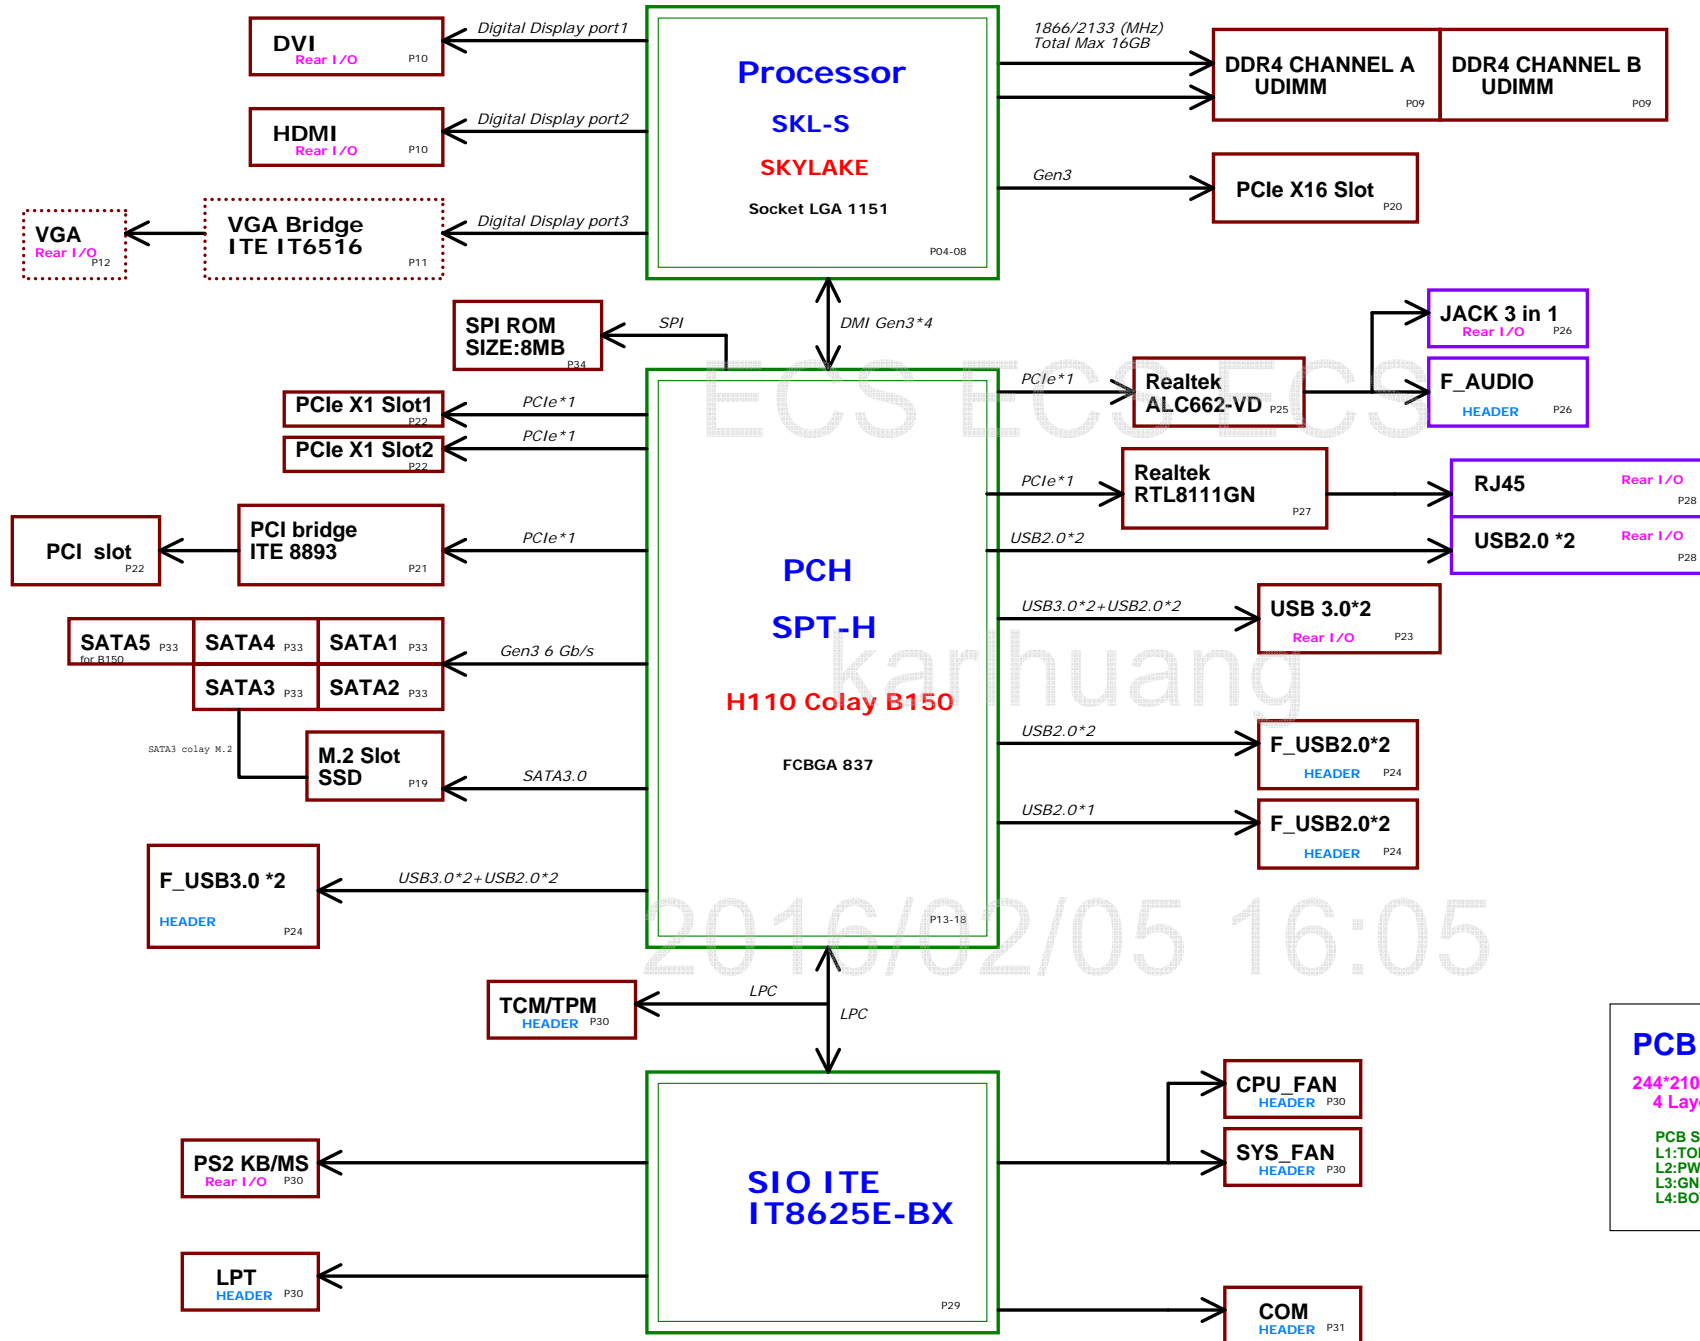 DVI
Rear I/O
P10
Digital Display port1
HDMI
Rear I/O
P10
Digital Display port2
VGA
Rear I/O
P12
VGA Bridge
ITE IT6516
P11
Digital Display port3
Processor
SKL-S
SKYLAKE
Socket LGA 1151
P04-08
1866/2133 (MHz)
Total Max 16GB
DDR4 CHANNEL A
UDIMM
P09
DDR4 CHANNEL B
UDIMM
P09
Gen3
PCIe X16 Slot
P20
SPI ROM
SIZE:8MB
P34
SPI
DMI Gen3*4
PCIe X1 Slot1
P22
PCIe*1
PCIe X1 Slot2
P22
PCIe*1
PCI slot
P22
PCI bridge
ITE 8893
P21
PCIe*1
SATA5 P33
for B150
SATA4 P33
SATA1 P33
SATA3 P33
SATA2 P33
Gen3 6 Gb/s
SATA3 colay M.2
M.2 Slot
SSD
P19
SATA3.0
F_USB3.0 *2
HEADER
P24
USB3.0*2+USB2.0*2
PCH
SPT-H
H110 Colay B150
FCBGA 837
P13-18
PCIe*1
Realtek
ALC662-VD P25
JACK 3 in 1
Rear I/O P26
F_AUDIO
HEADER P26
PCIe*1
Realtek
RTL8111GN
P27
RJ45
Rear I/O
P28
USB2.0*2
USB2.0 *2
Rear I/O
P28
USB3.0*2+USB2.0*2
USB 3.0*2
Rear I/O P23
USB2.0*2
F_USB2.0*2
HEADER P24
USB2.0*1
F_USB2.0*2
HEADER P24
ECS ECS ECS
karlhuang
2016/02/05 16:05
TCM/TPM
HEADER P30
LPC
LPC
SIO ITE
IT8625E-BX
P29
PS2 KB/MS
Rear I/O P30
LPT
HEADER P30
CPU_FAN
HEADER P30
SYS_FAN
HEADER P30
COM
HEADER P31
PCB
244*210
4 Lay
PCB S
L1:TO
L2:PW
L3:GN
L4:BO